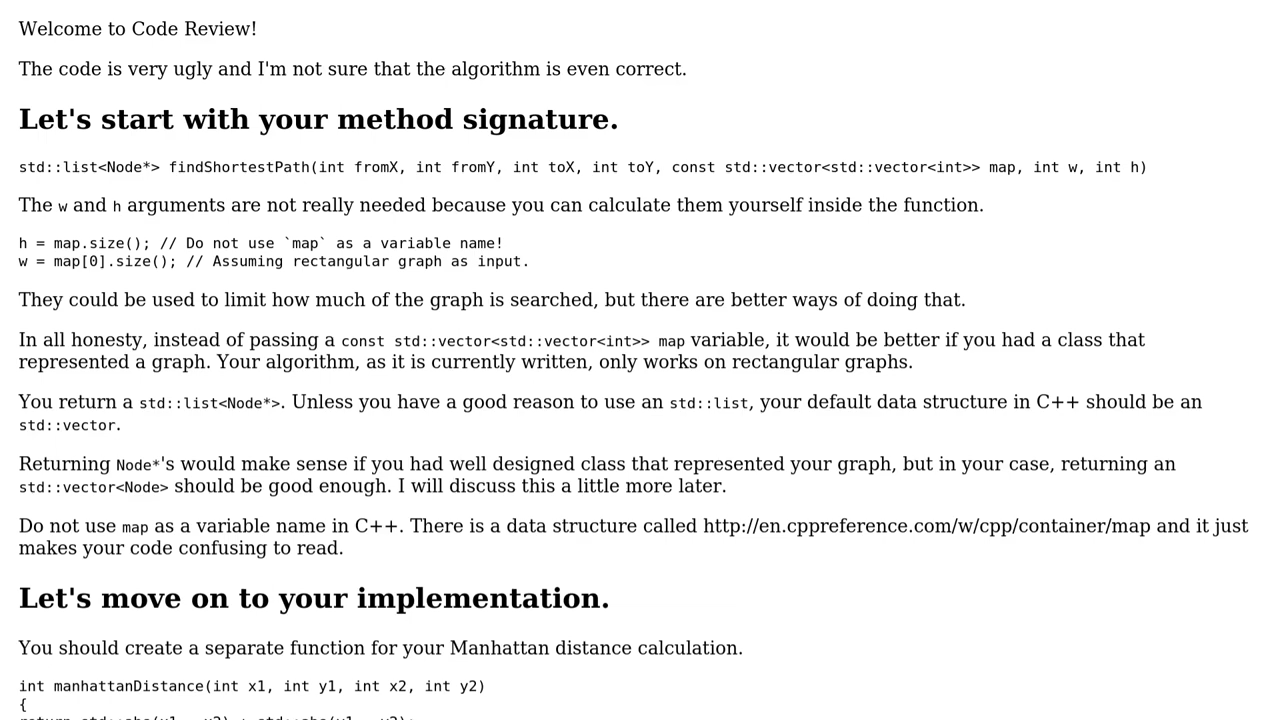 Welcome to Code Review!
The code is very ugly and I'm not sure that the algorithm is even correct.
Let's start with your method signature.
std::list<Node*> findShortestPath(int fromX, int fromY, int toX, int toY, const std::vector<std::vector<int>> map, int w, int h)
The w and h arguments are not really needed because you can calculate them yourself inside the function.
h = map.size(); // Do not use `map` as a variable name!
w = map[0].size(); // Assuming rectangular graph as input.
They could be used to limit how much of the graph is searched, but there are better ways of doing that.
In all honesty, instead of passing a const std::vector<std::vector<int>> map variable, it would be better if you had a class that
represented a graph. Your algorithm, as it is currently written, only works on rectangular graphs.
You return a std::list<Node*>. Unless you have a good reason to use an std::list, your default data structure in C++ should be an
std::vector.
Returning Node*'s would make sense if you had well designed class that represented your graph, but in your case, returning an
std::vector<Node> should be good enough. I will discuss this a little more later.
Do not use map as a variable name in C++. There is a data structure called http://en.cppreference.com/w/cpp/container/map and it just
makes your code confusing to read.
Let's move on to your implementation.
You should create a separate function for your Manhattan distance calculation.
int manhattanDistance(int x1, int y1, int x2, int y2)
{